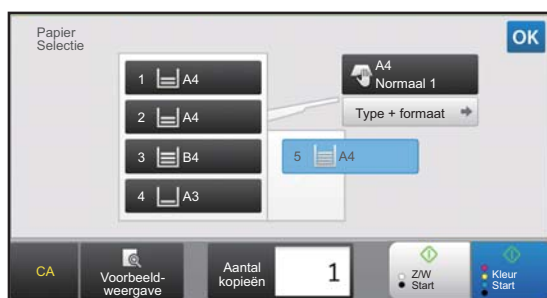 Papier
Selectie
OK
1 A4
2 A4
3 B4
4 A3
5 A4
A4
Normaal 1
Type + formaat
CA
Voorbeeld-
weergave
Aantal
kopieën
1
Z/W
Start
Kleur
Start